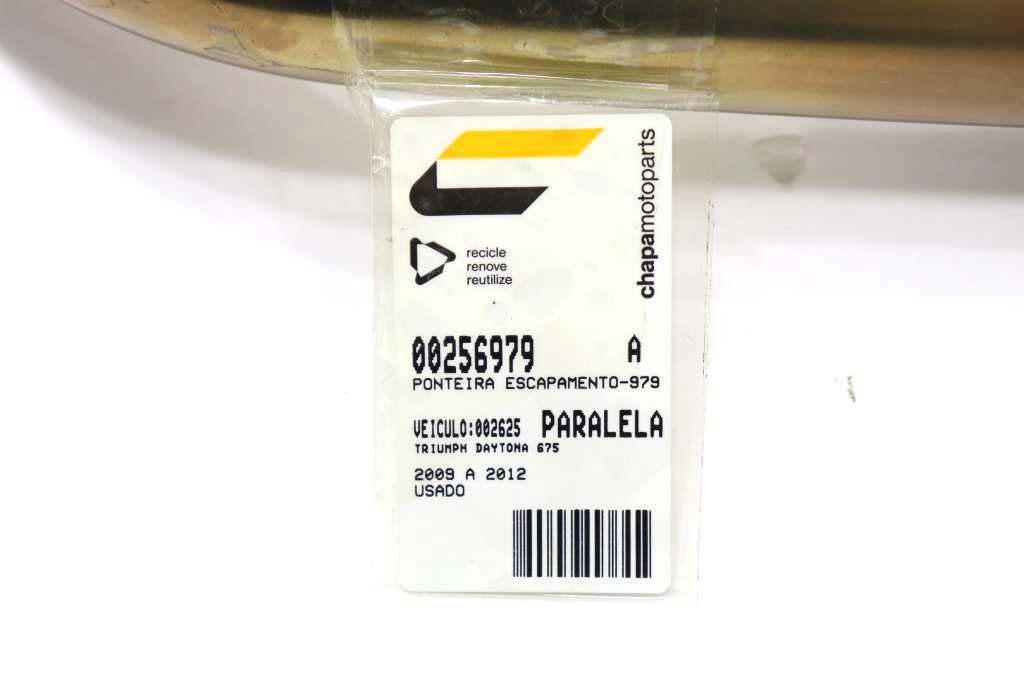 chapamotoparts
recicle
renove
reutilize
00256979 A
PONTEIRA ESCAPAMENTO-979
VEICULO:002625 PARALELA
TRIUMPH DAYTONA 675
2009 A 2012
USADO